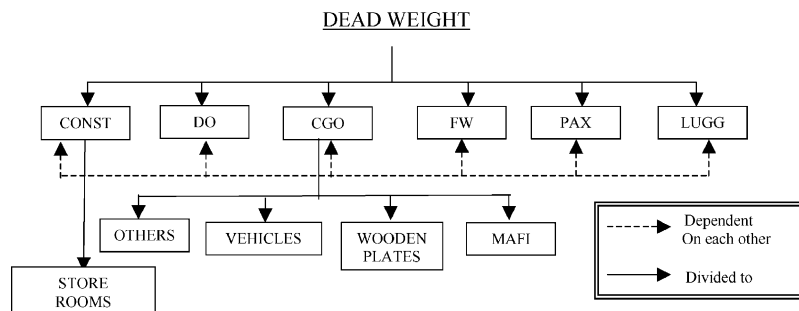 DEAD WEIGHT
CONST
DO
CGO
FW
PAX
LUGG
OTHERS
VEHICLES
WOODEN
PLATES
MAFI
STORE
ROOMS
Dependent
On each other
Divided to